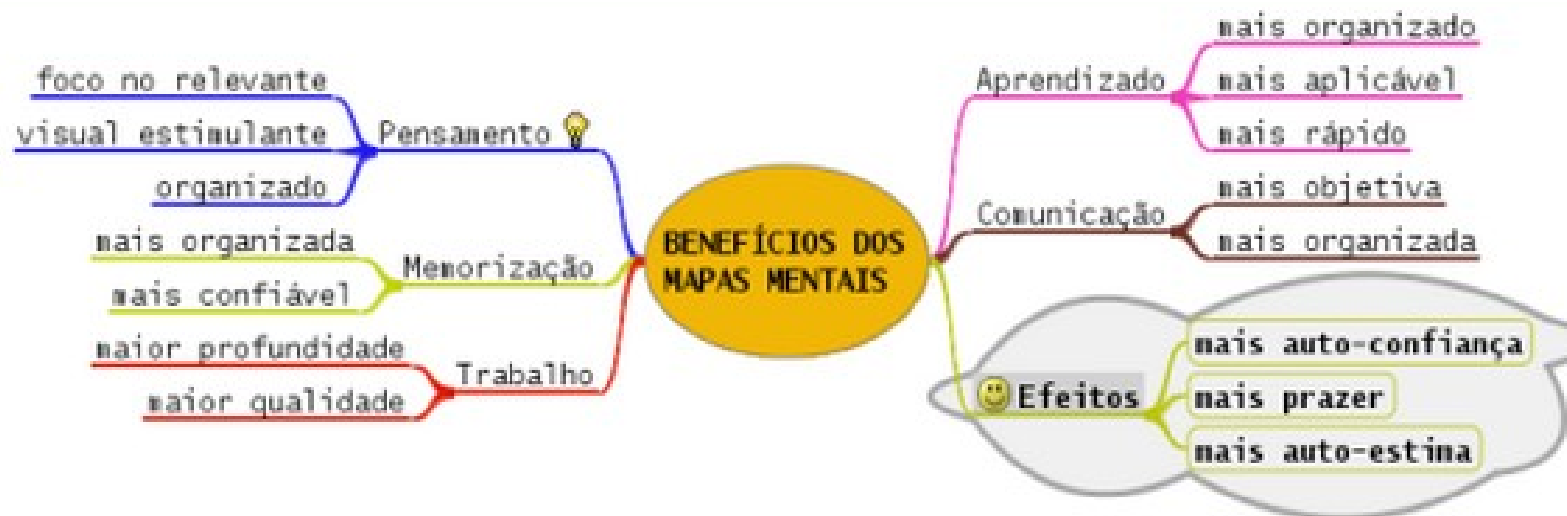 foco no relevante
visual estimulante
organizado
Pensamento
mais organizada
mais confiável
Memorização
maior profundidade
maior qualidade
Trabalho
BENEFÍCIOS DOS
MAPAS MENTAIS
Aprendizado
mais organizado
mais aplicável
mais rápido
Comunicação
mais objetiva
mais organizada
Efeitos
mais auto-confiança
mais prazer
mais auto-estima